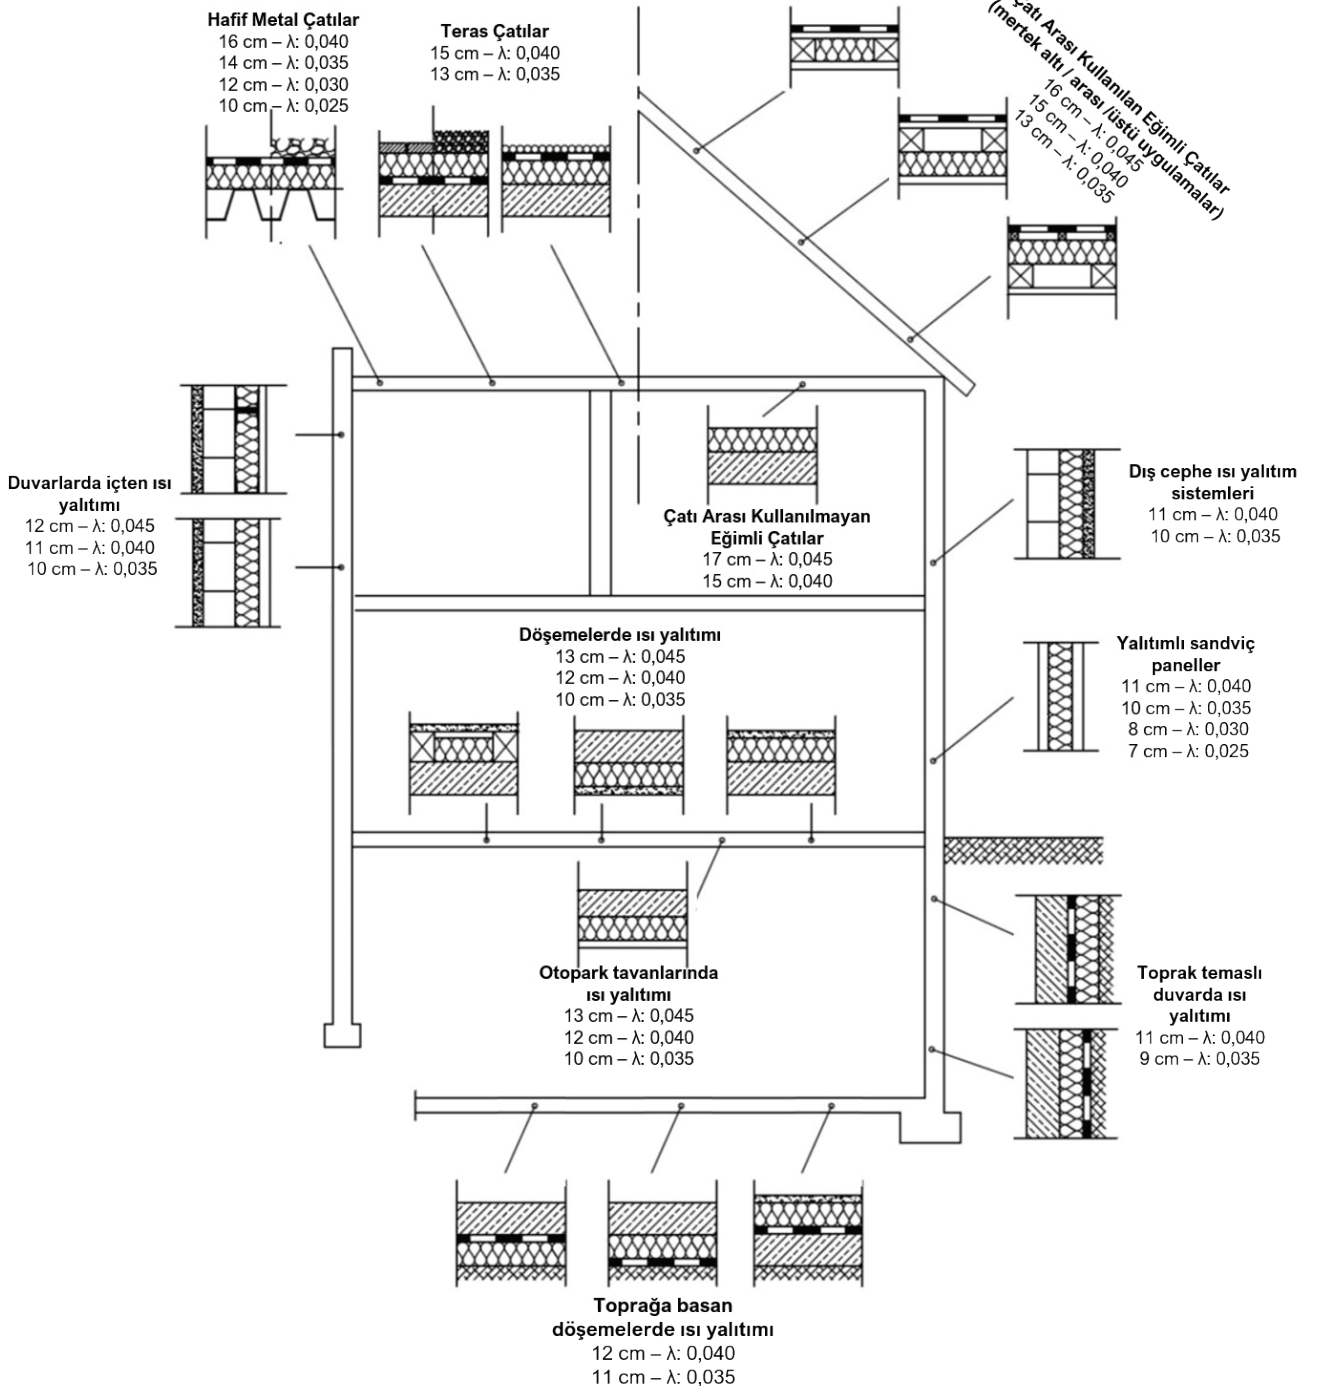 Hafif Metal Çatılar
16 cm – λ: 0,040
14 cm – λ: 0,035
12 cm – λ: 0,030
10 cm – λ: 0,025
Teras Çatılar
15 cm – λ: 0,040
13 cm – λ: 0,035
Çatı Arası Kullanılan Eğimli Çatılar
(mertek altı / arası /üstü uygulamalar)
16 cm – λ: 0,045
15 cm – λ: 0,040
13 cm – λ: 0,035
Duvarlarda içten ısı
yalıtımı
12 cm – λ: 0,045
11 cm – λ: 0,040
10 cm – λ: 0,035
Çatı Arası Kullanılmayan
Eğimli Çatılar
17 cm – λ: 0,045
15 cm – λ: 0,040
Dış cephe ısı yalıtım
sistemleri
11 cm – λ: 0,040
10 cm – λ: 0,035
Döşemelerde ısı yalıtımı
13 cm – λ: 0,045
12 cm – λ: 0,040
10 cm – λ: 0,035
Yalıtımlı sandviç
paneller
11 cm – λ: 0,040
10 cm – λ: 0,035
8 cm – λ: 0,030
7 cm – λ: 0,025
Otopark tavanlarında
ısı yalıtımı
13 cm – λ: 0,045
12 cm – λ: 0,040
10 cm – λ: 0,035
Toprak temaslı
duvarda ısı
yalıtımı
11 cm – λ: 0,040
9 cm – λ: 0,035
Toprağa basan
döşemelerde ısı yalıtımı
12 cm – λ: 0,040
11 cm – λ: 0,035